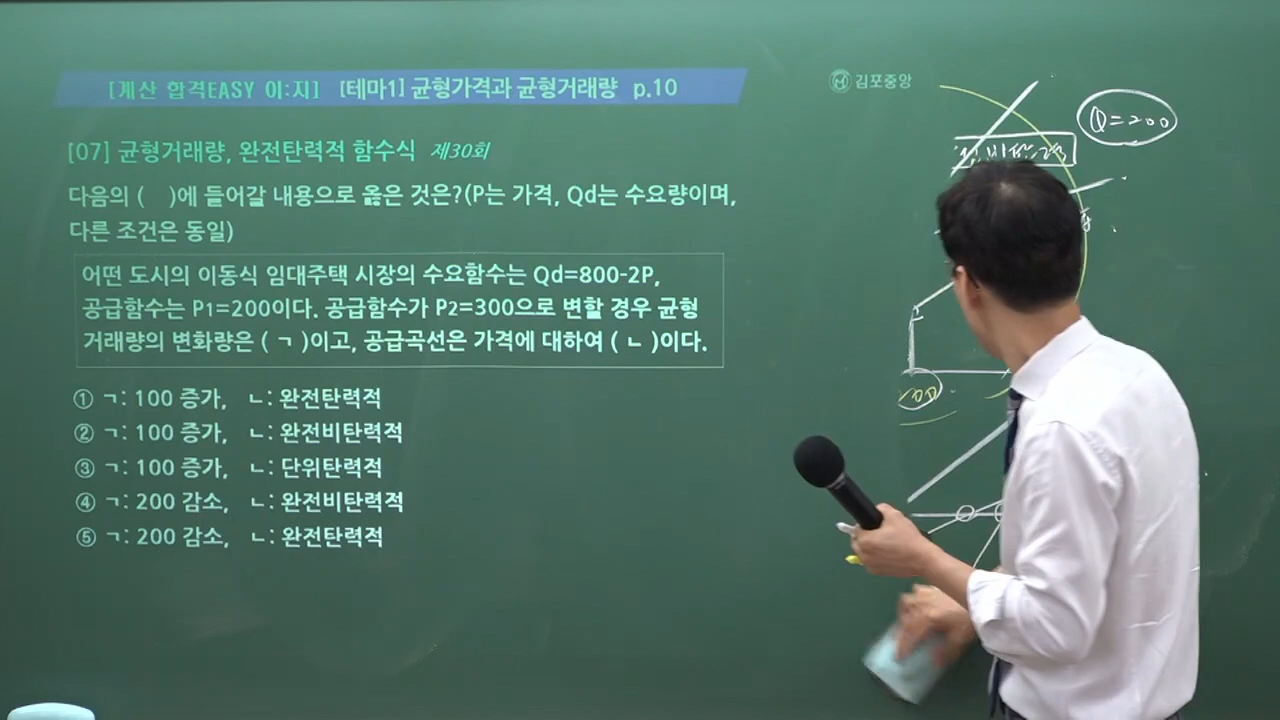 [계산 합격EASY 이:지] [테마1] 균형가격과 균형거래량 p.10
김포중앙
[07] 균형거래량, 완전탄력적 함수식 제30회
다음의 ( )에 들어갈 내용으로 옳은 것은?(P는 가격, Qd는 수요량이며,
다른 조건은 동일)
어떤 도시의 이동식 임대주택 시장의 수요함수는 Qd=800-2P,
공급함수는 P1=200이다. 공급함수가 P2=300으로 변할 경우 균형
거래량의 변화량은 ( ㄱ )이고, 공급곡선은 가격에 대하여 ( ㄴ )이다.
① ㄱ: 100 증가, ㄴ: 완전탄력적
② ㄱ: 100 증가, ㄴ: 완전비탄력적
③ ㄱ: 100 증가, ㄴ: 단위탄력적
④ ㄱ: 200 감소, ㄴ: 완전비탄력적
⑤ ㄱ: 200 감소, ㄴ: 완전탄력적
Q=200
100